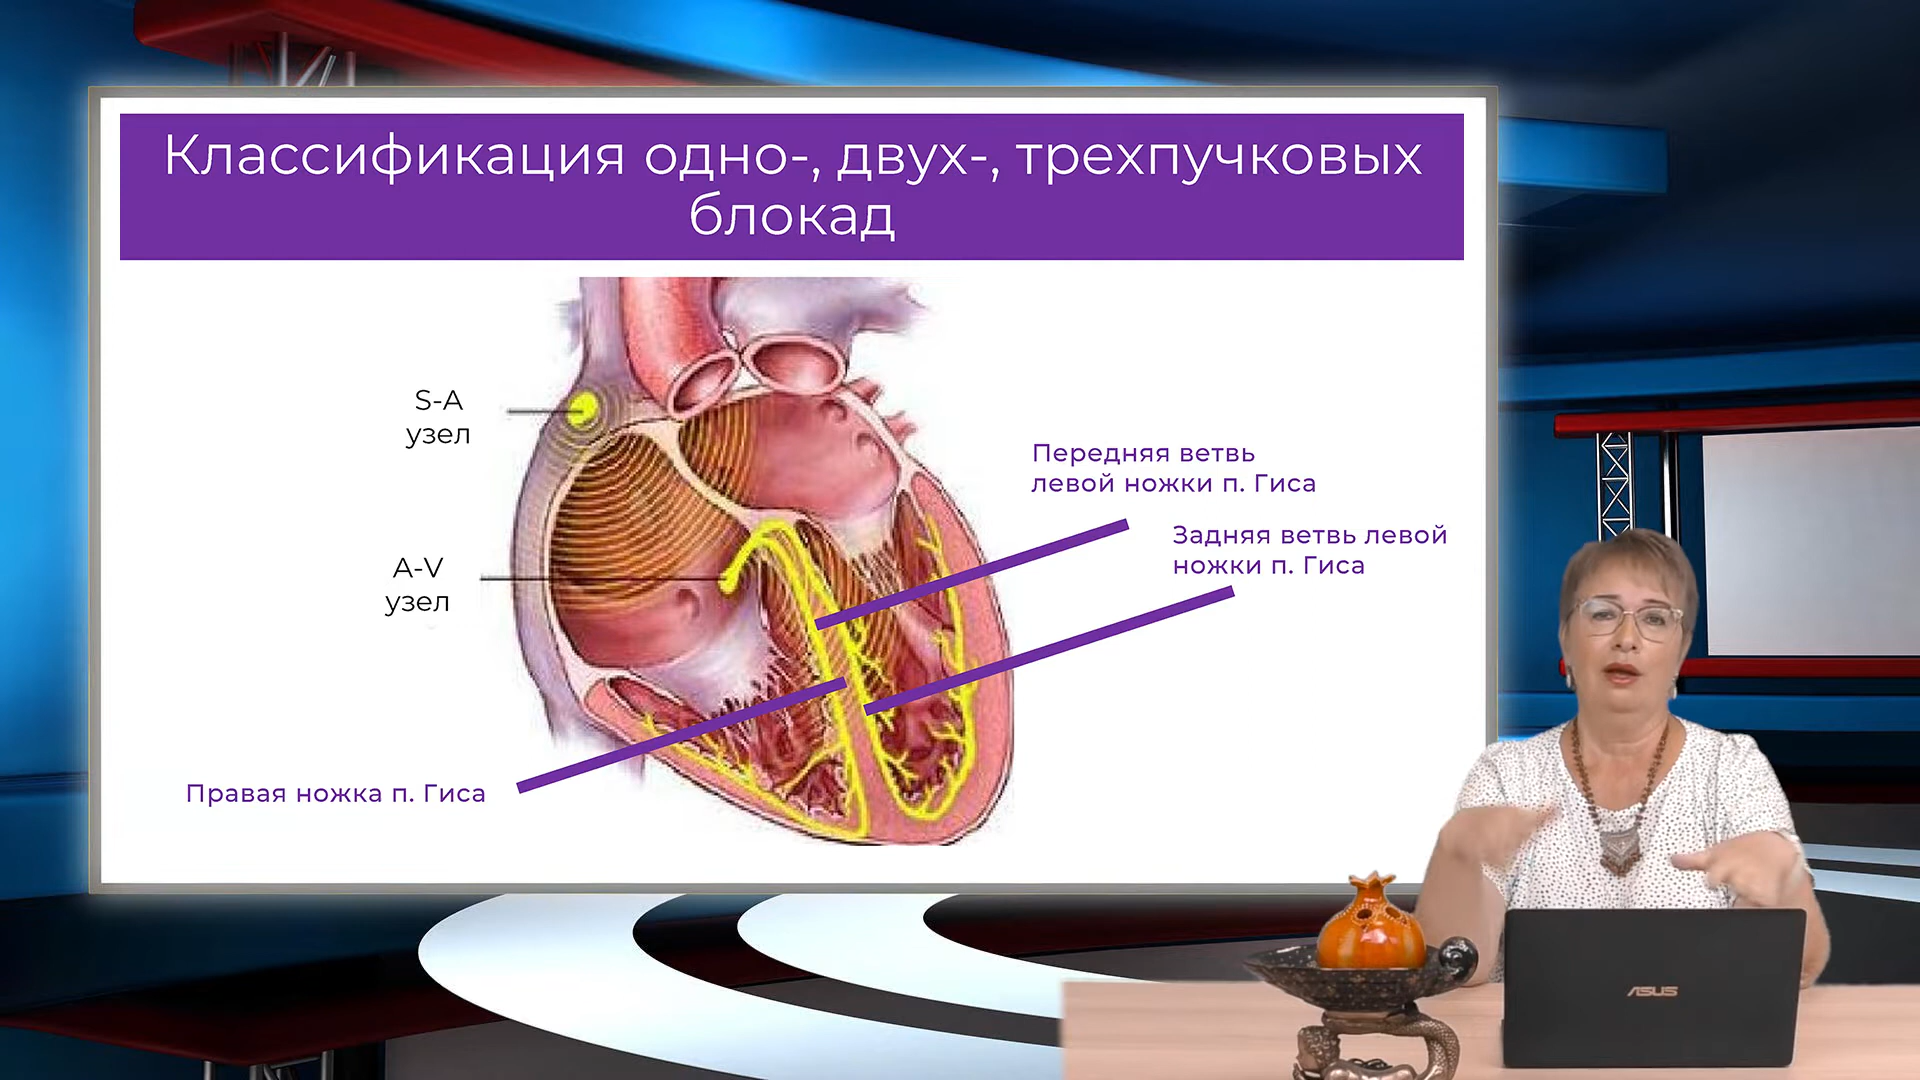 Классификация одно-, двух-, трехпучковых
блокад
S-A
узел
Передняя ветвь
левой ножки п. Гиса
Задняя ветвь левой
ножки п. Гиса
A-V
узел
Правая ножка п. Гиса
ASUS